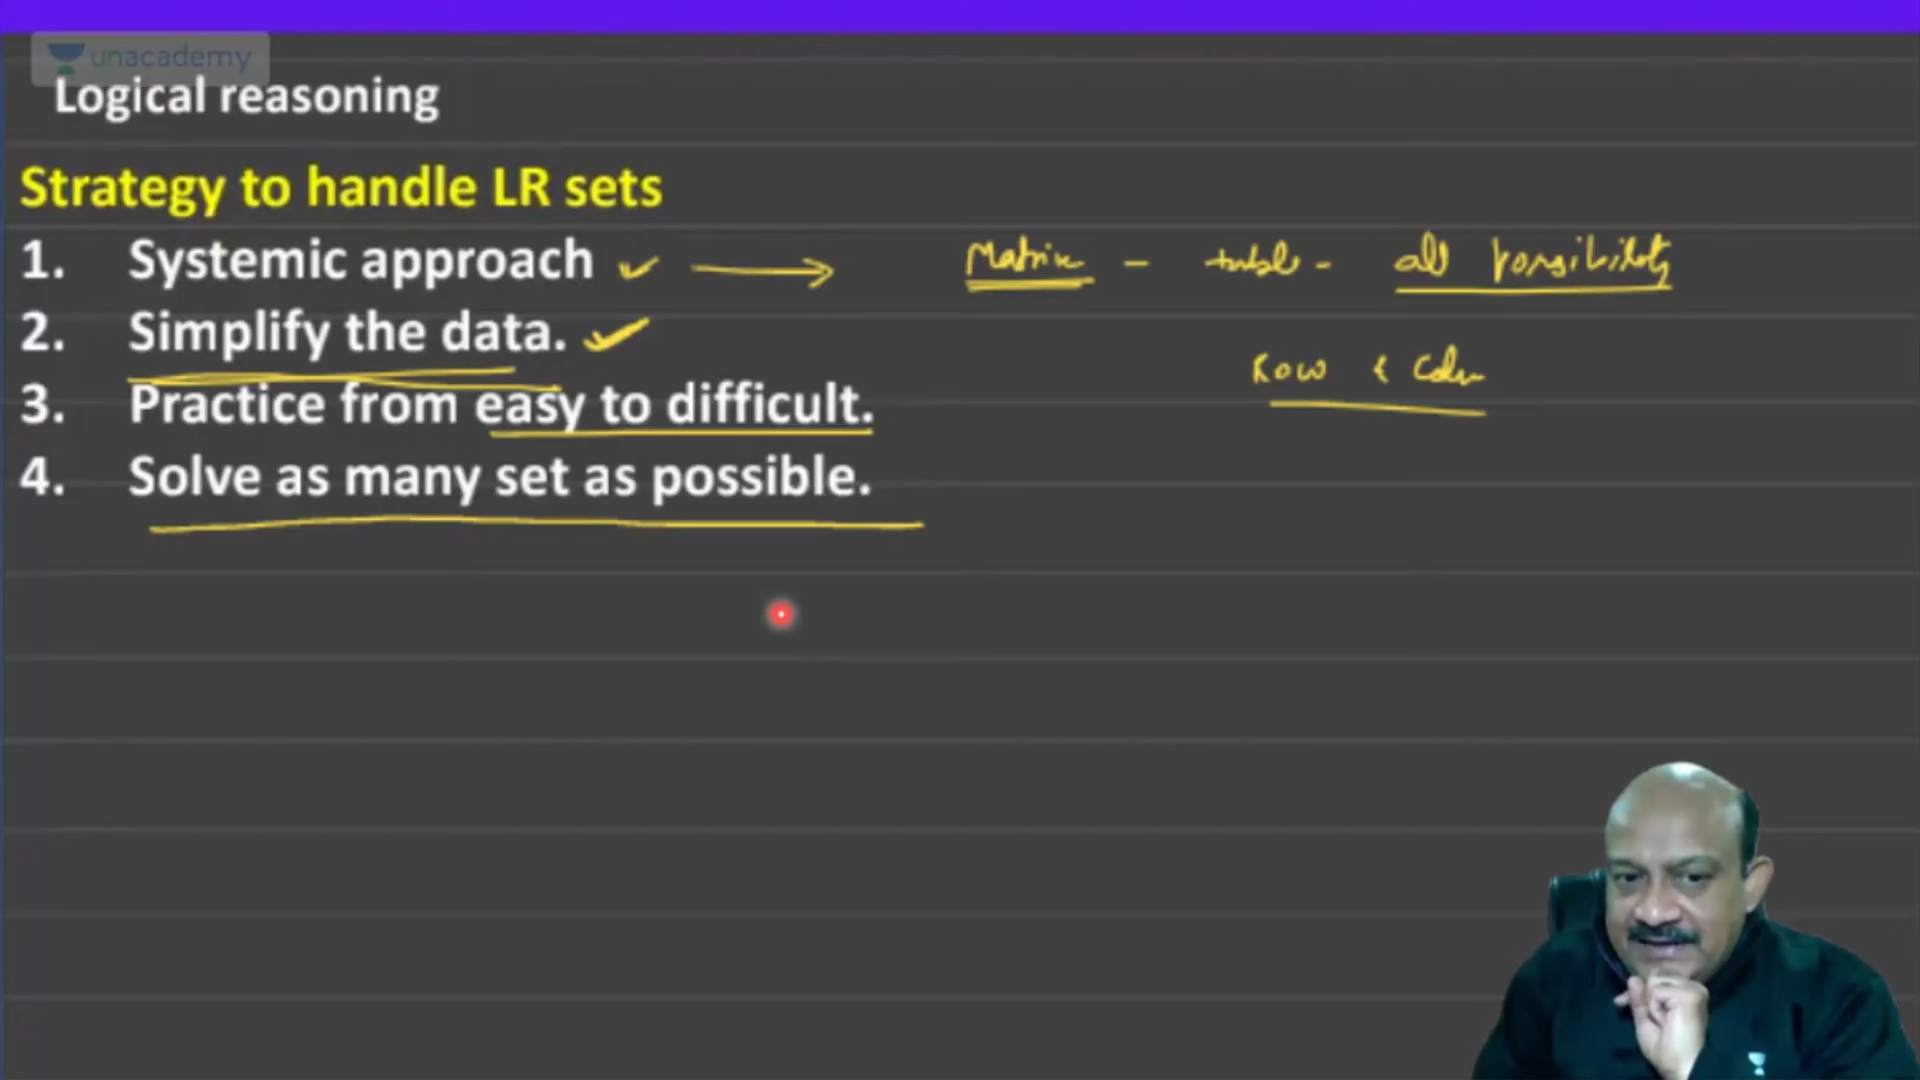 unacademy
Logical reasoning
Strategy to handle LR sets
1. Systemic approach → Matrix - table - all possibility
2. Simplify the data.
Row & Colum
3. Practice from easy to difficult.
4. Solve as many set as possible.